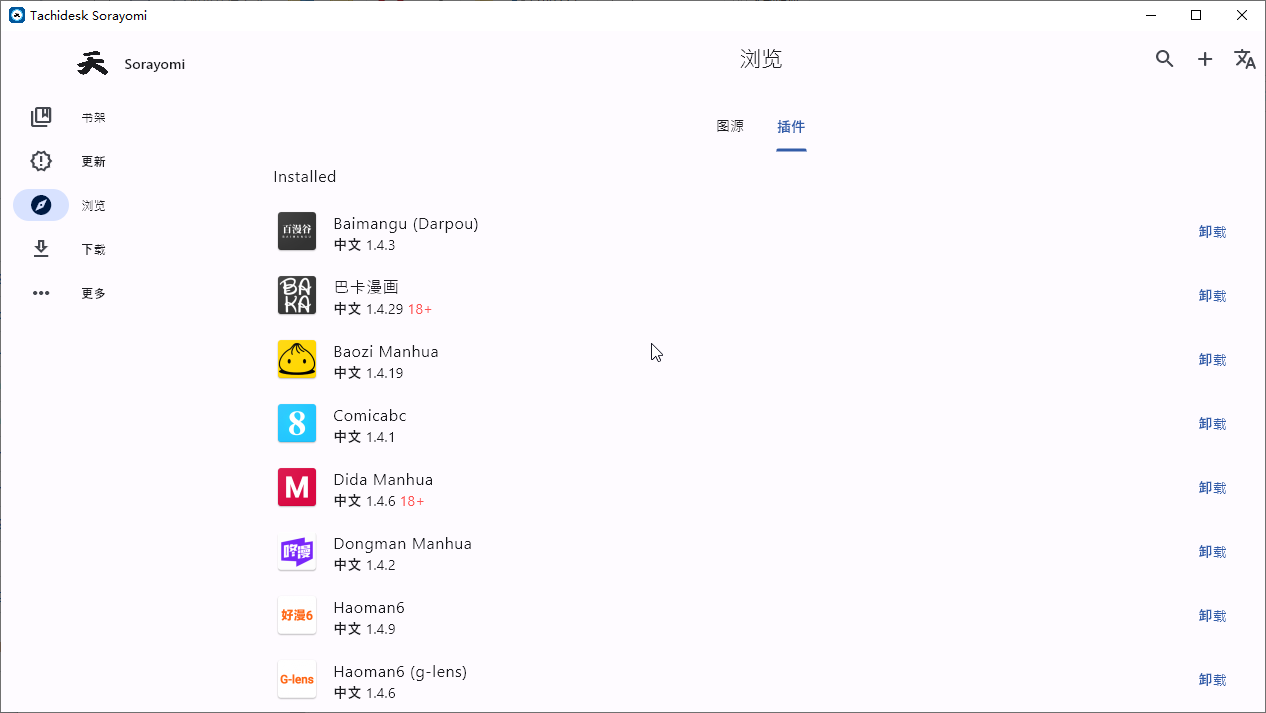 Tachidesk Sorayomi
Sorayomi
浏览
书架
更新
浏览
下载
更多
图源
插件
Installed
百漫谷
BAIMANGU
Baimangu (Darpou)
中文 1.4.3
卸载
BA
KA
巴卡漫画
中文 1.4.29 18+
卸载
Baozi Manhua
中文 1.4.19
卸载
8
Comicabc
中文 1.4.1
卸载
M
Dida Manhua
中文 1.4.6 18+
卸载
咚漫
Dongman Manhua
中文 1.4.2
卸载
好漫6
Haoman6
中文 1.4.9
卸载
G-lens
Haoman6 (g-lens)
中文 1.4.6
卸载